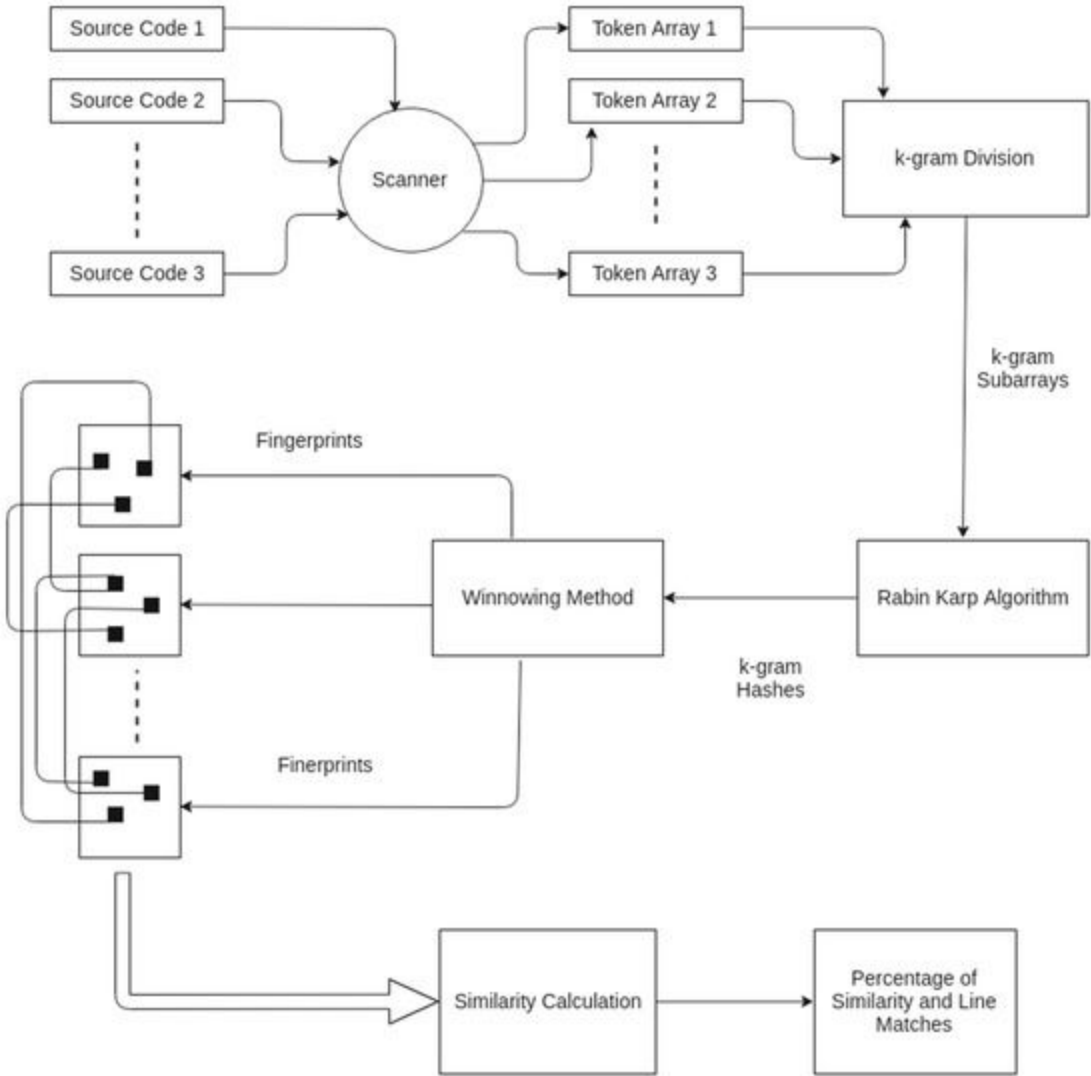 Source Code 1
Token Array 1
Source Code 2
Token Array 2
k-gram Division
Scanner
Source Code 3
Token Array 3
k-gram
Subarrays
Fingerprints
Winnowing Method
Rabin Karp Algorithm
k-gram
Hashes
Finerprints
Similarity Calculation
Percentage of
Similarity and Line
Matches